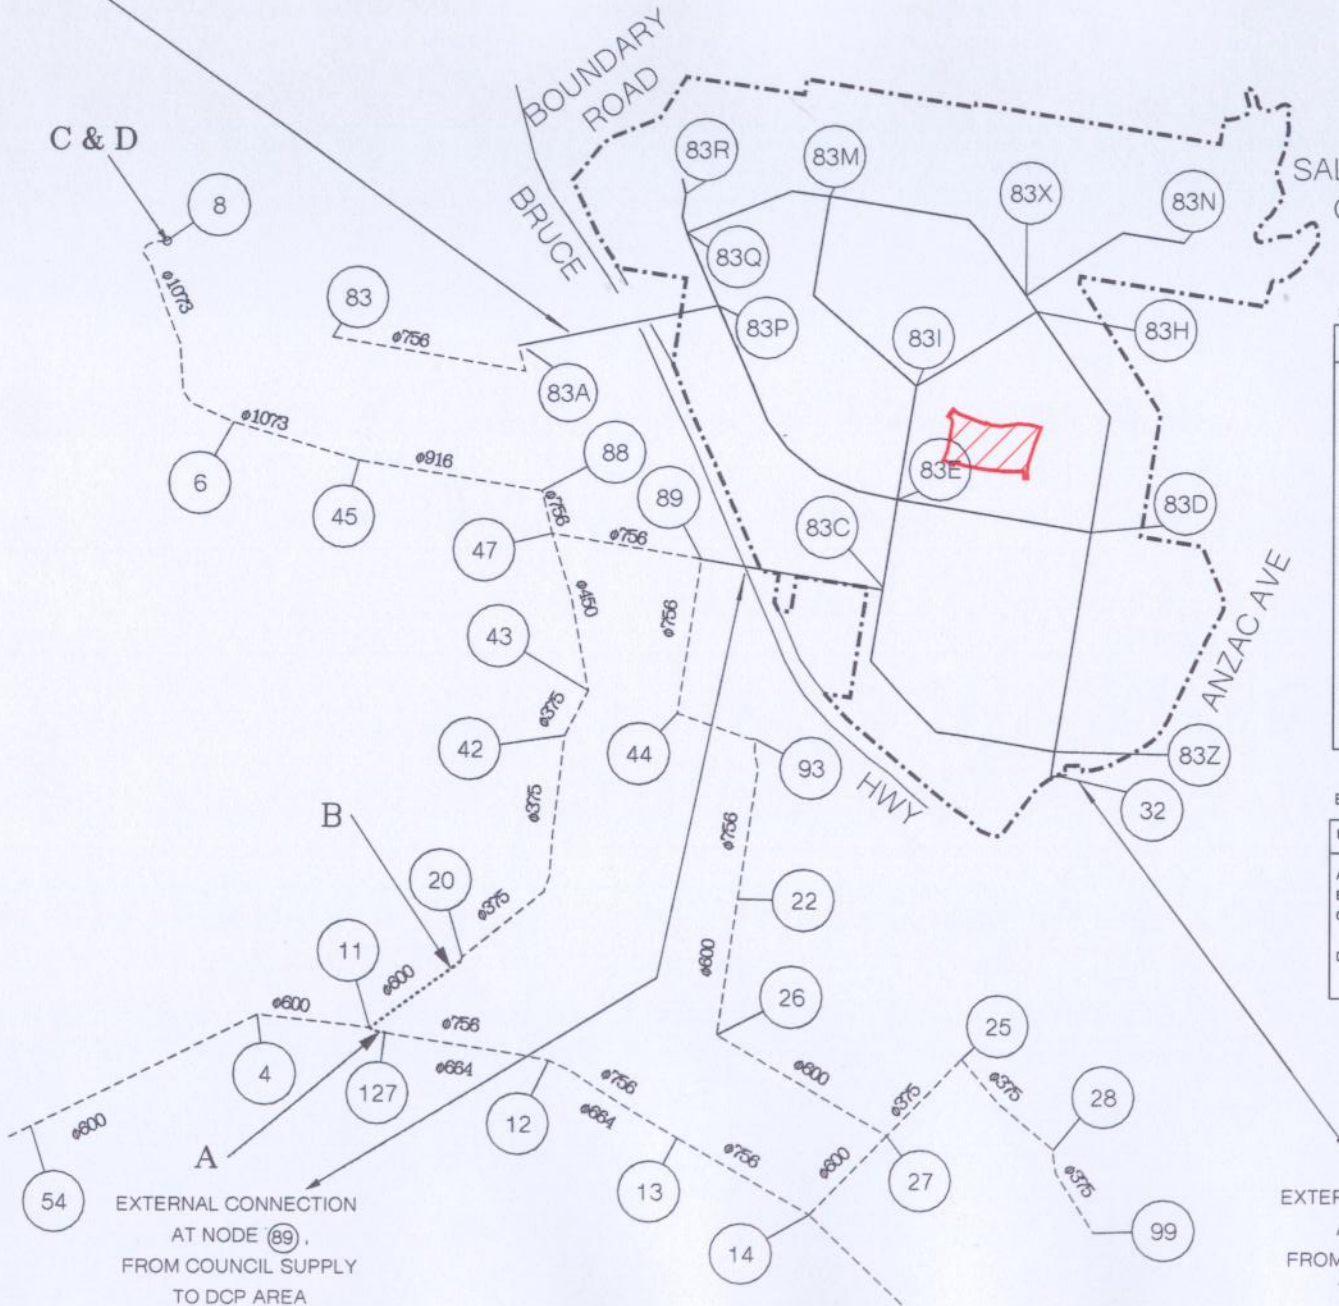 BOUNDARY
ROAD
C & D
8
83R
83M
83X
83N
SAL
BRUCE
83Q
ø1073
83
83P
83I
83H
ø756
83A
ø1073
88
ø916
6
45
89
83E
83D
83C
ø756
47
ø756
ø450
ø756
43
ANZAC AVE
ø375
42
44
93
83Z
HWY
32
B
ø375
ø756
20
22
ø375
11
ø600
ø600
26
ø600
ø756
25
4
127
ø664
ø756
ø600
ø375
ø375
28
ø600
12
ø664
A
ø756
ø600
ø375
54
13
27
EXTERNAL CONNECTION
AT NODE 89,
FROM COUNCIL SUPPLY
TO DCP AREA
14
99
EXTER
FROM